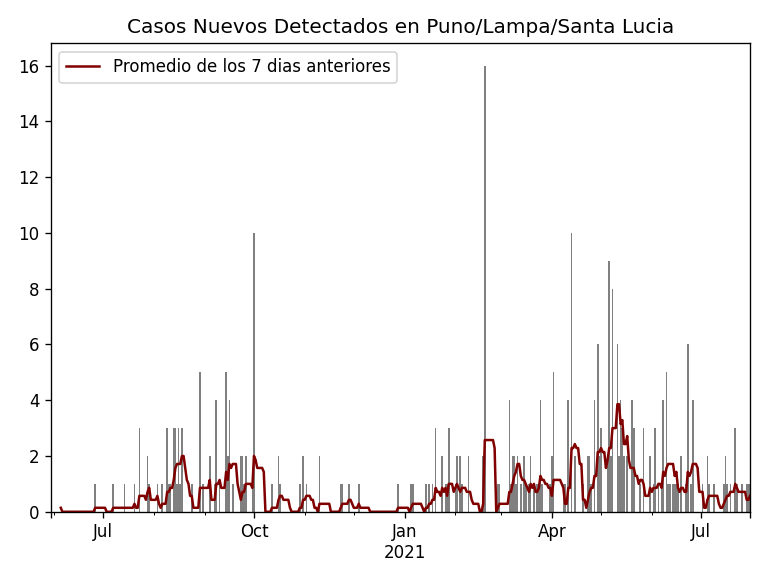 Casos Nuevos Detectados en Puno/Lampa/Santa Lucia
Promedio de los 7 dias anteriores
16
14
12
10
8
6
4
2
0
Jul
Oct
Jan
2021
Apr
Jul